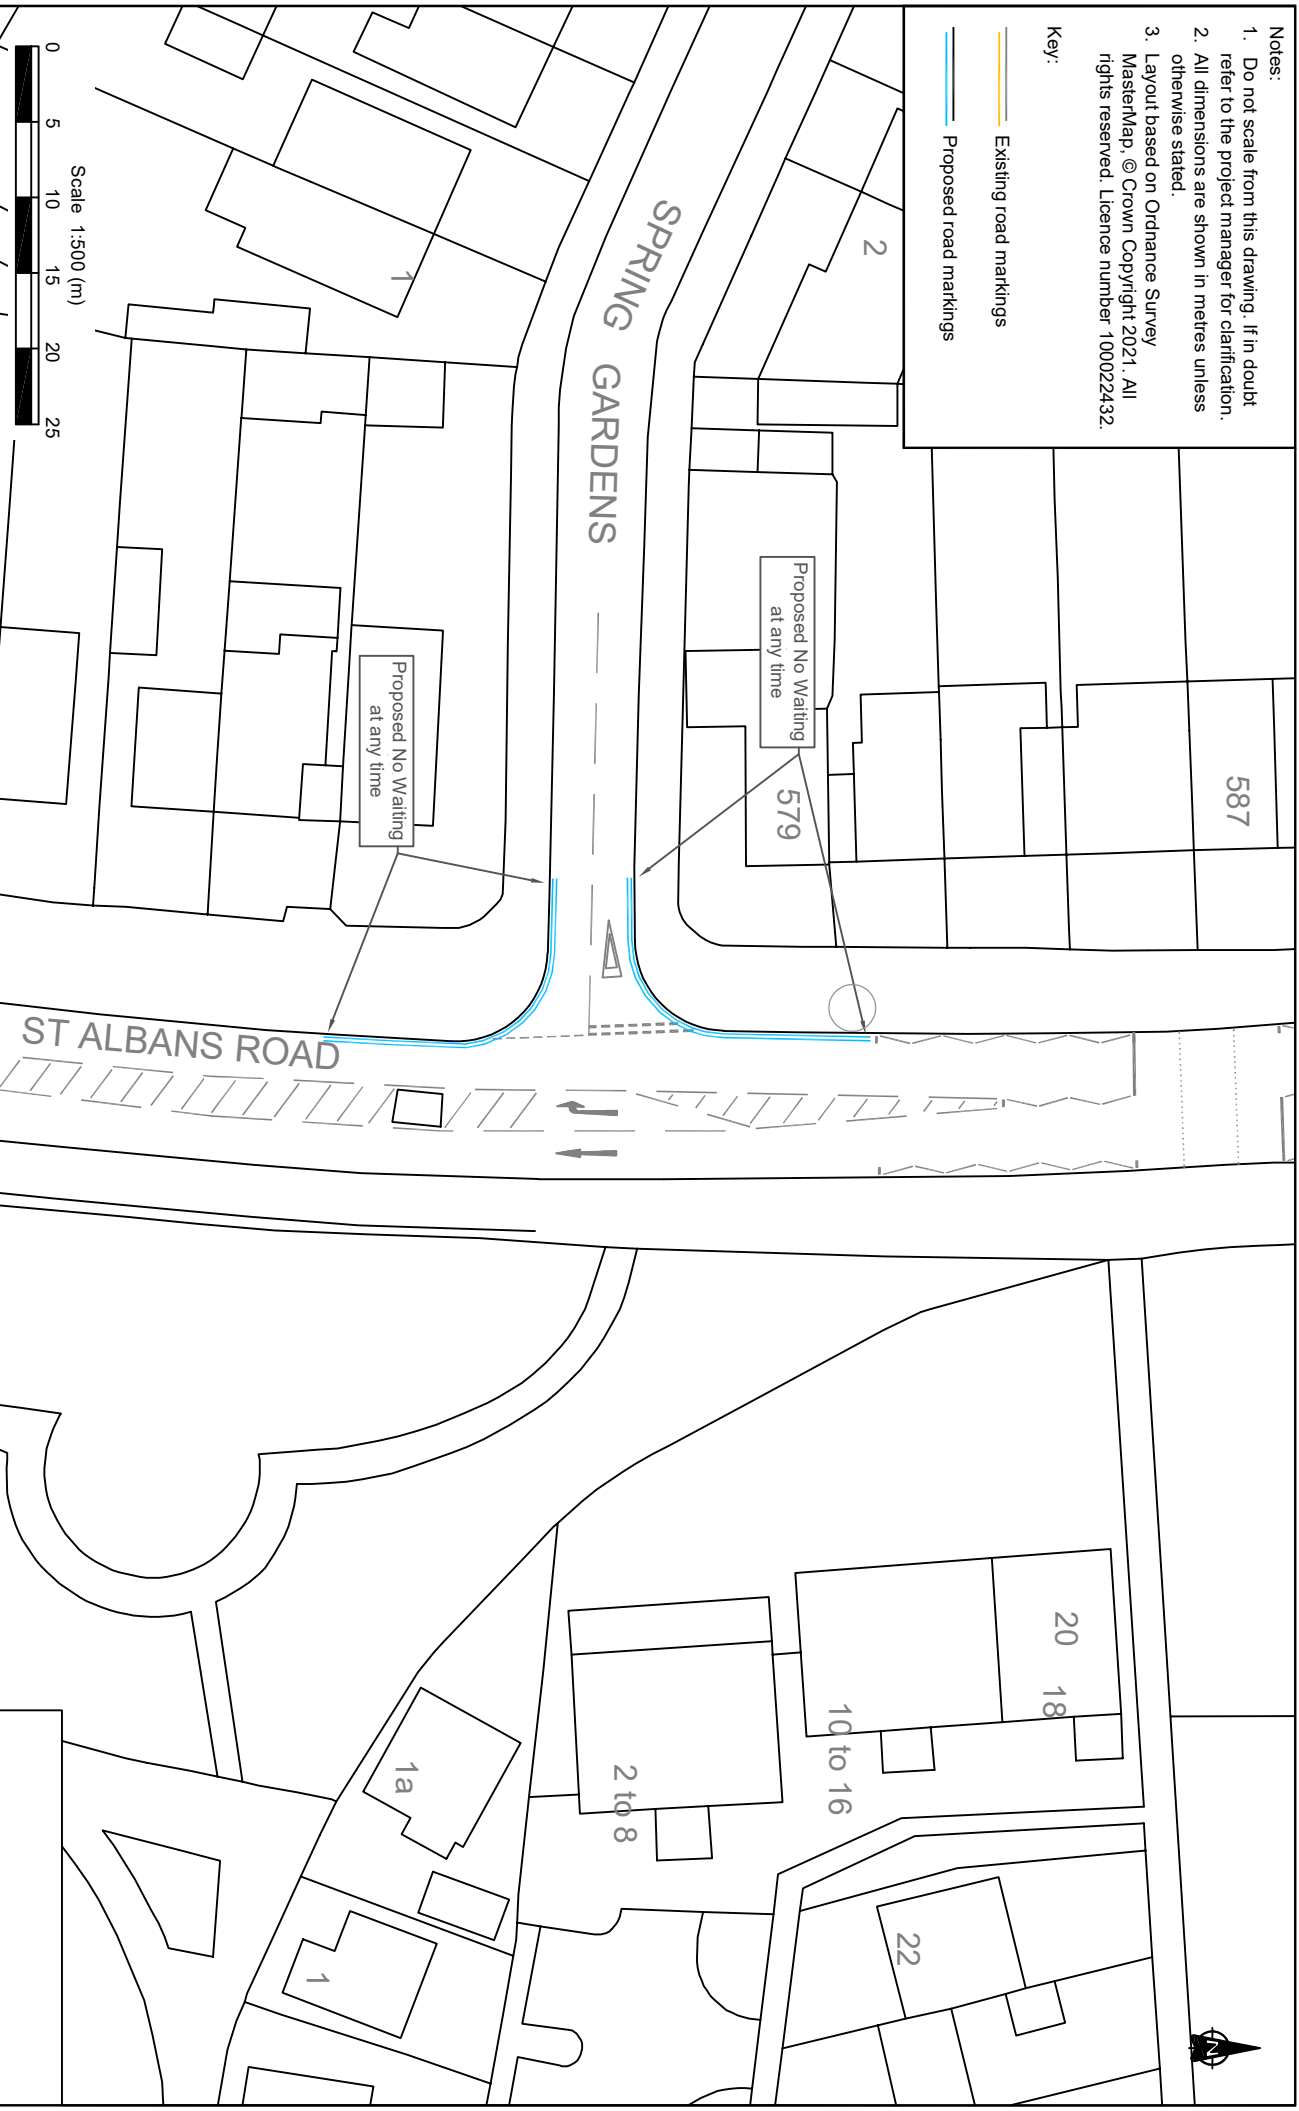 Notes:
1. Do not scale from this drawing. If in doubt
refer to the project manager for clarification.
2. All dimensions are shown in metres unless
otherwise stated.
3. Layout based on Ordnance Survey
MasterMap, © Crown Copyright 2021. All
rights reserved. Licence number 100022432.
Key:
Existing road markings
Proposed road markings
2
SPRING GARDENS
1
Scale 1:500 (m)
0 5 10 15 20 25
587
579
Proposed No Waiting
at any time
Proposed No Waiting
at any time
ST ALBANS ROAD
20
18
10 to 16
2 to 8
1a
1
22
N